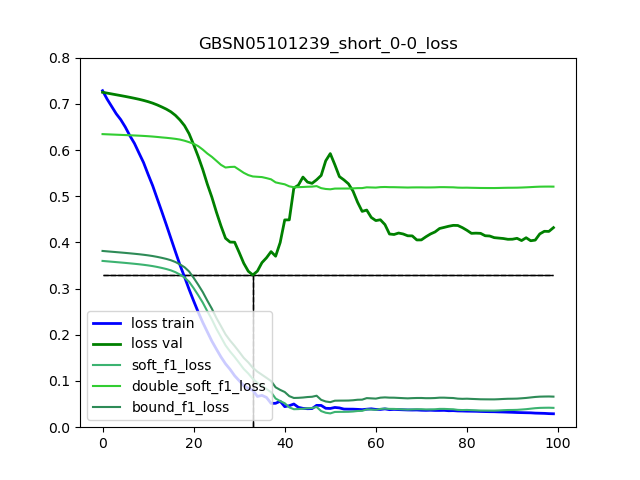 GBSN05101239_short_0-0_loss
0.8
0.7
0.6
0.5
0.4
0.3
0.2
0.1
0.0
loss train
loss val
soft_f1_loss
double_soft_f1_loss
bound_f1_loss
0 20 40 60 80 100